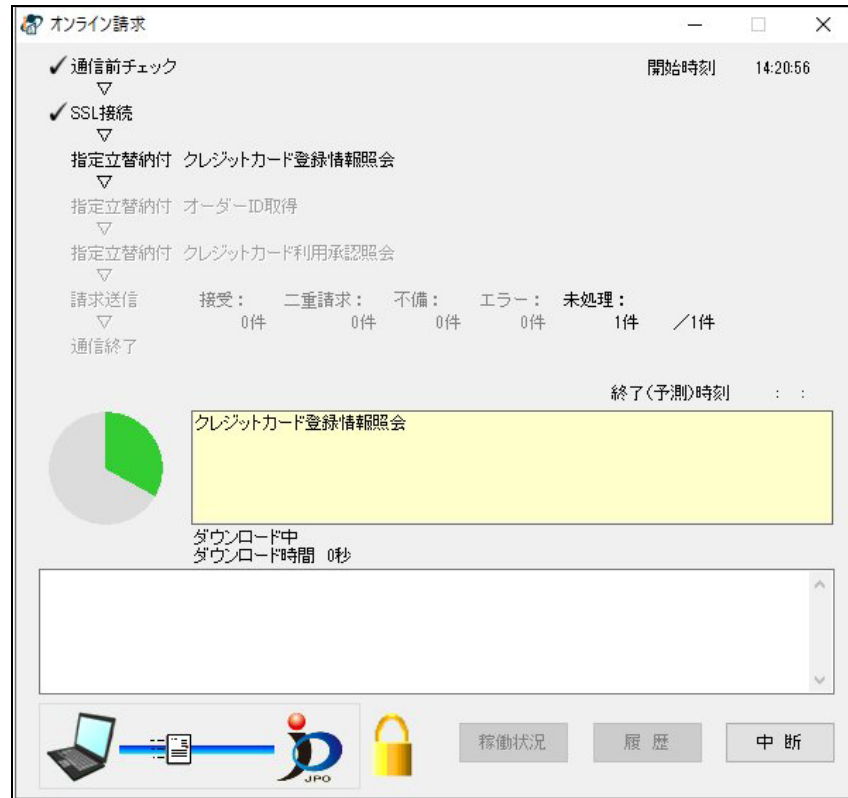 オンライン請求
通信前チェック 開始時刻 14:20:56
▽
SSL接続
▽
指定立替納付 クレジットカード登録情報照会
▽
指定立替納付 オーダーID取得
▽
指定立替納付 クレジットカード利用承認照会
▽
請求送信 接受: 二重請求: 不備: エラー: 未処理:
▽ 0件 0件 0件 0件 1件 /1件
通信終了
終了(予測)時刻 : :
クレジットカード登録情報照会
ダウンロード中
ダウンロード時間 0秒
JPO
稼働状況 履 歴 中 断